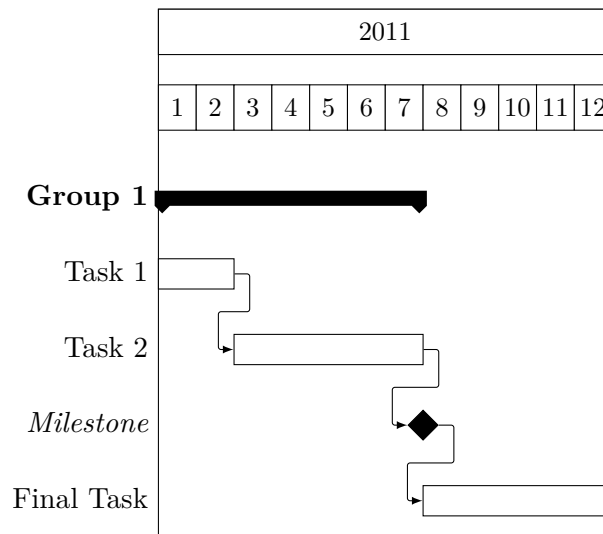 2011
1 2 3 4 5 6 7 8 9 10 11 12
Group 1
Task 1
Task 2
Milestone
Final Task